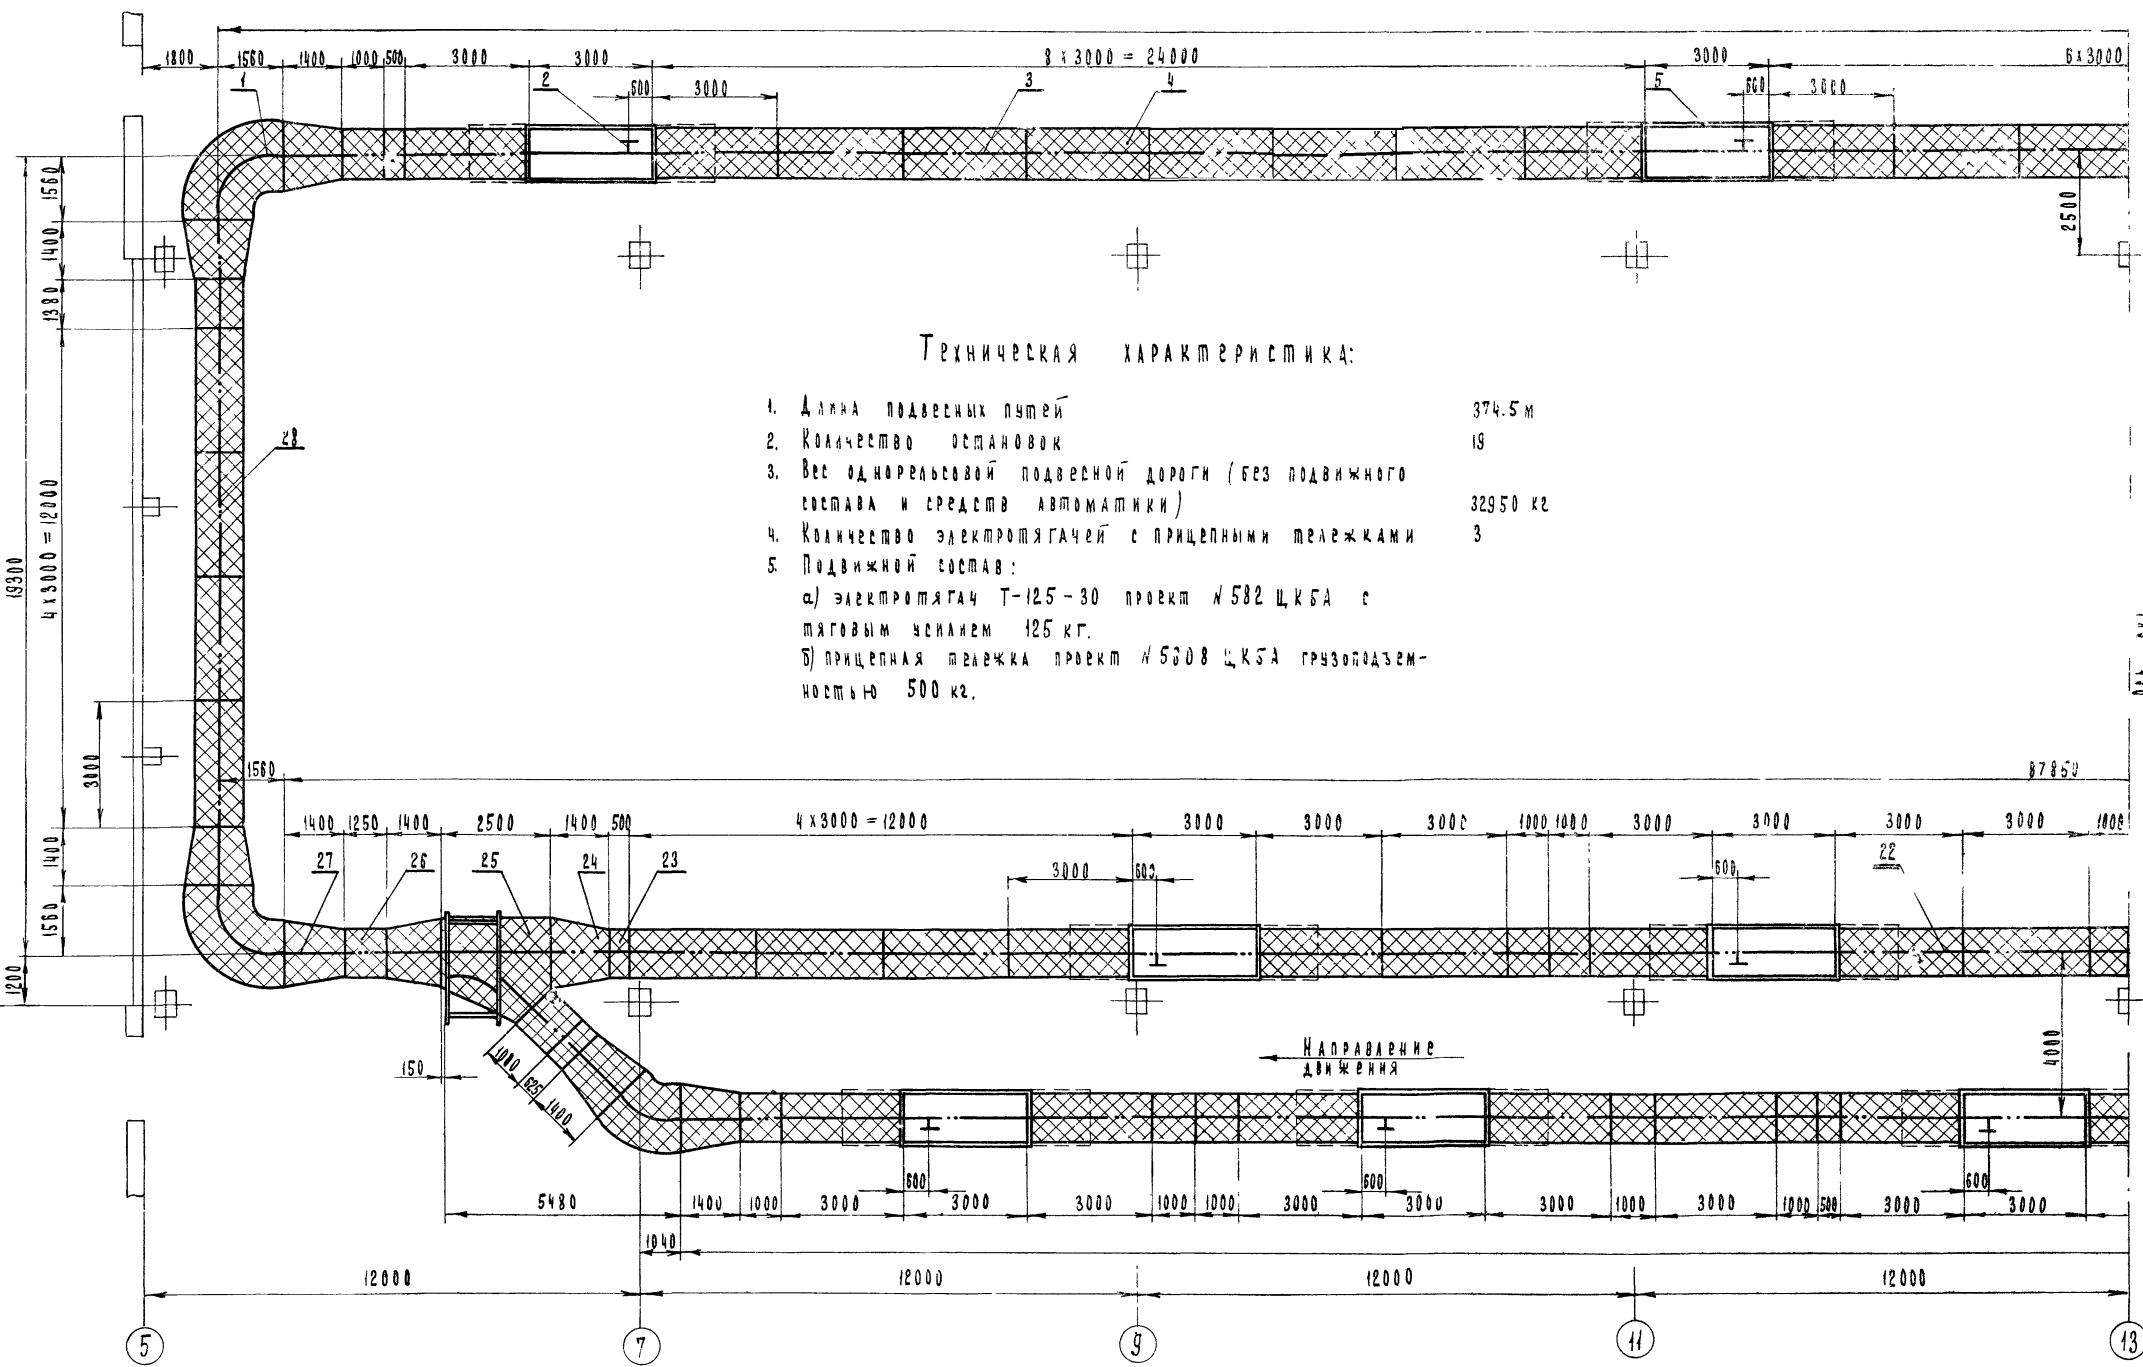 1800 1560 1400 1000 500 3000 3000 8 x 3000 = 24000 3000 6x3000
1 2 600 3000 3 4 5 600 3000
1560
1400
1380
2500
Техническая характеристика:
1. Длина подвесных путей 374.5 м
2. Количество остановок 19
3. Вес однорельсовой подвесной дороги (без подвижного
состава и средств автоматики) 32950 кг
4. Количество электротягачей с прицепными тележками 3
5. Подвижной состав:
а) электротягач Т-125-30 проект N 582 ЦКБА с
тяговым усилием 125 кг.
б) прицепная тележка проект N 5608 ЦКБА грузоподъем-
ностью 500 кг.
28
19300
4 x 3000 = 12000
3000
1400
1560
1200
1560 87850
1400 1250 1400 2500 1400 500 4 x 3000 = 12000 3000 3000 3000 1000 1000 3000 3000 3000 3000 1000
27 26 25 24 23 3000 600 600 22
4000
Направление
движения
150 1000 625 1400
600 600 600
5480 1400 1000 3000 3000 3000 1000 1000 3000 3000 3000 1000 3000 1000 500 3000 3000
1040
12000 12000 12000 12000
5 7 9 11 13